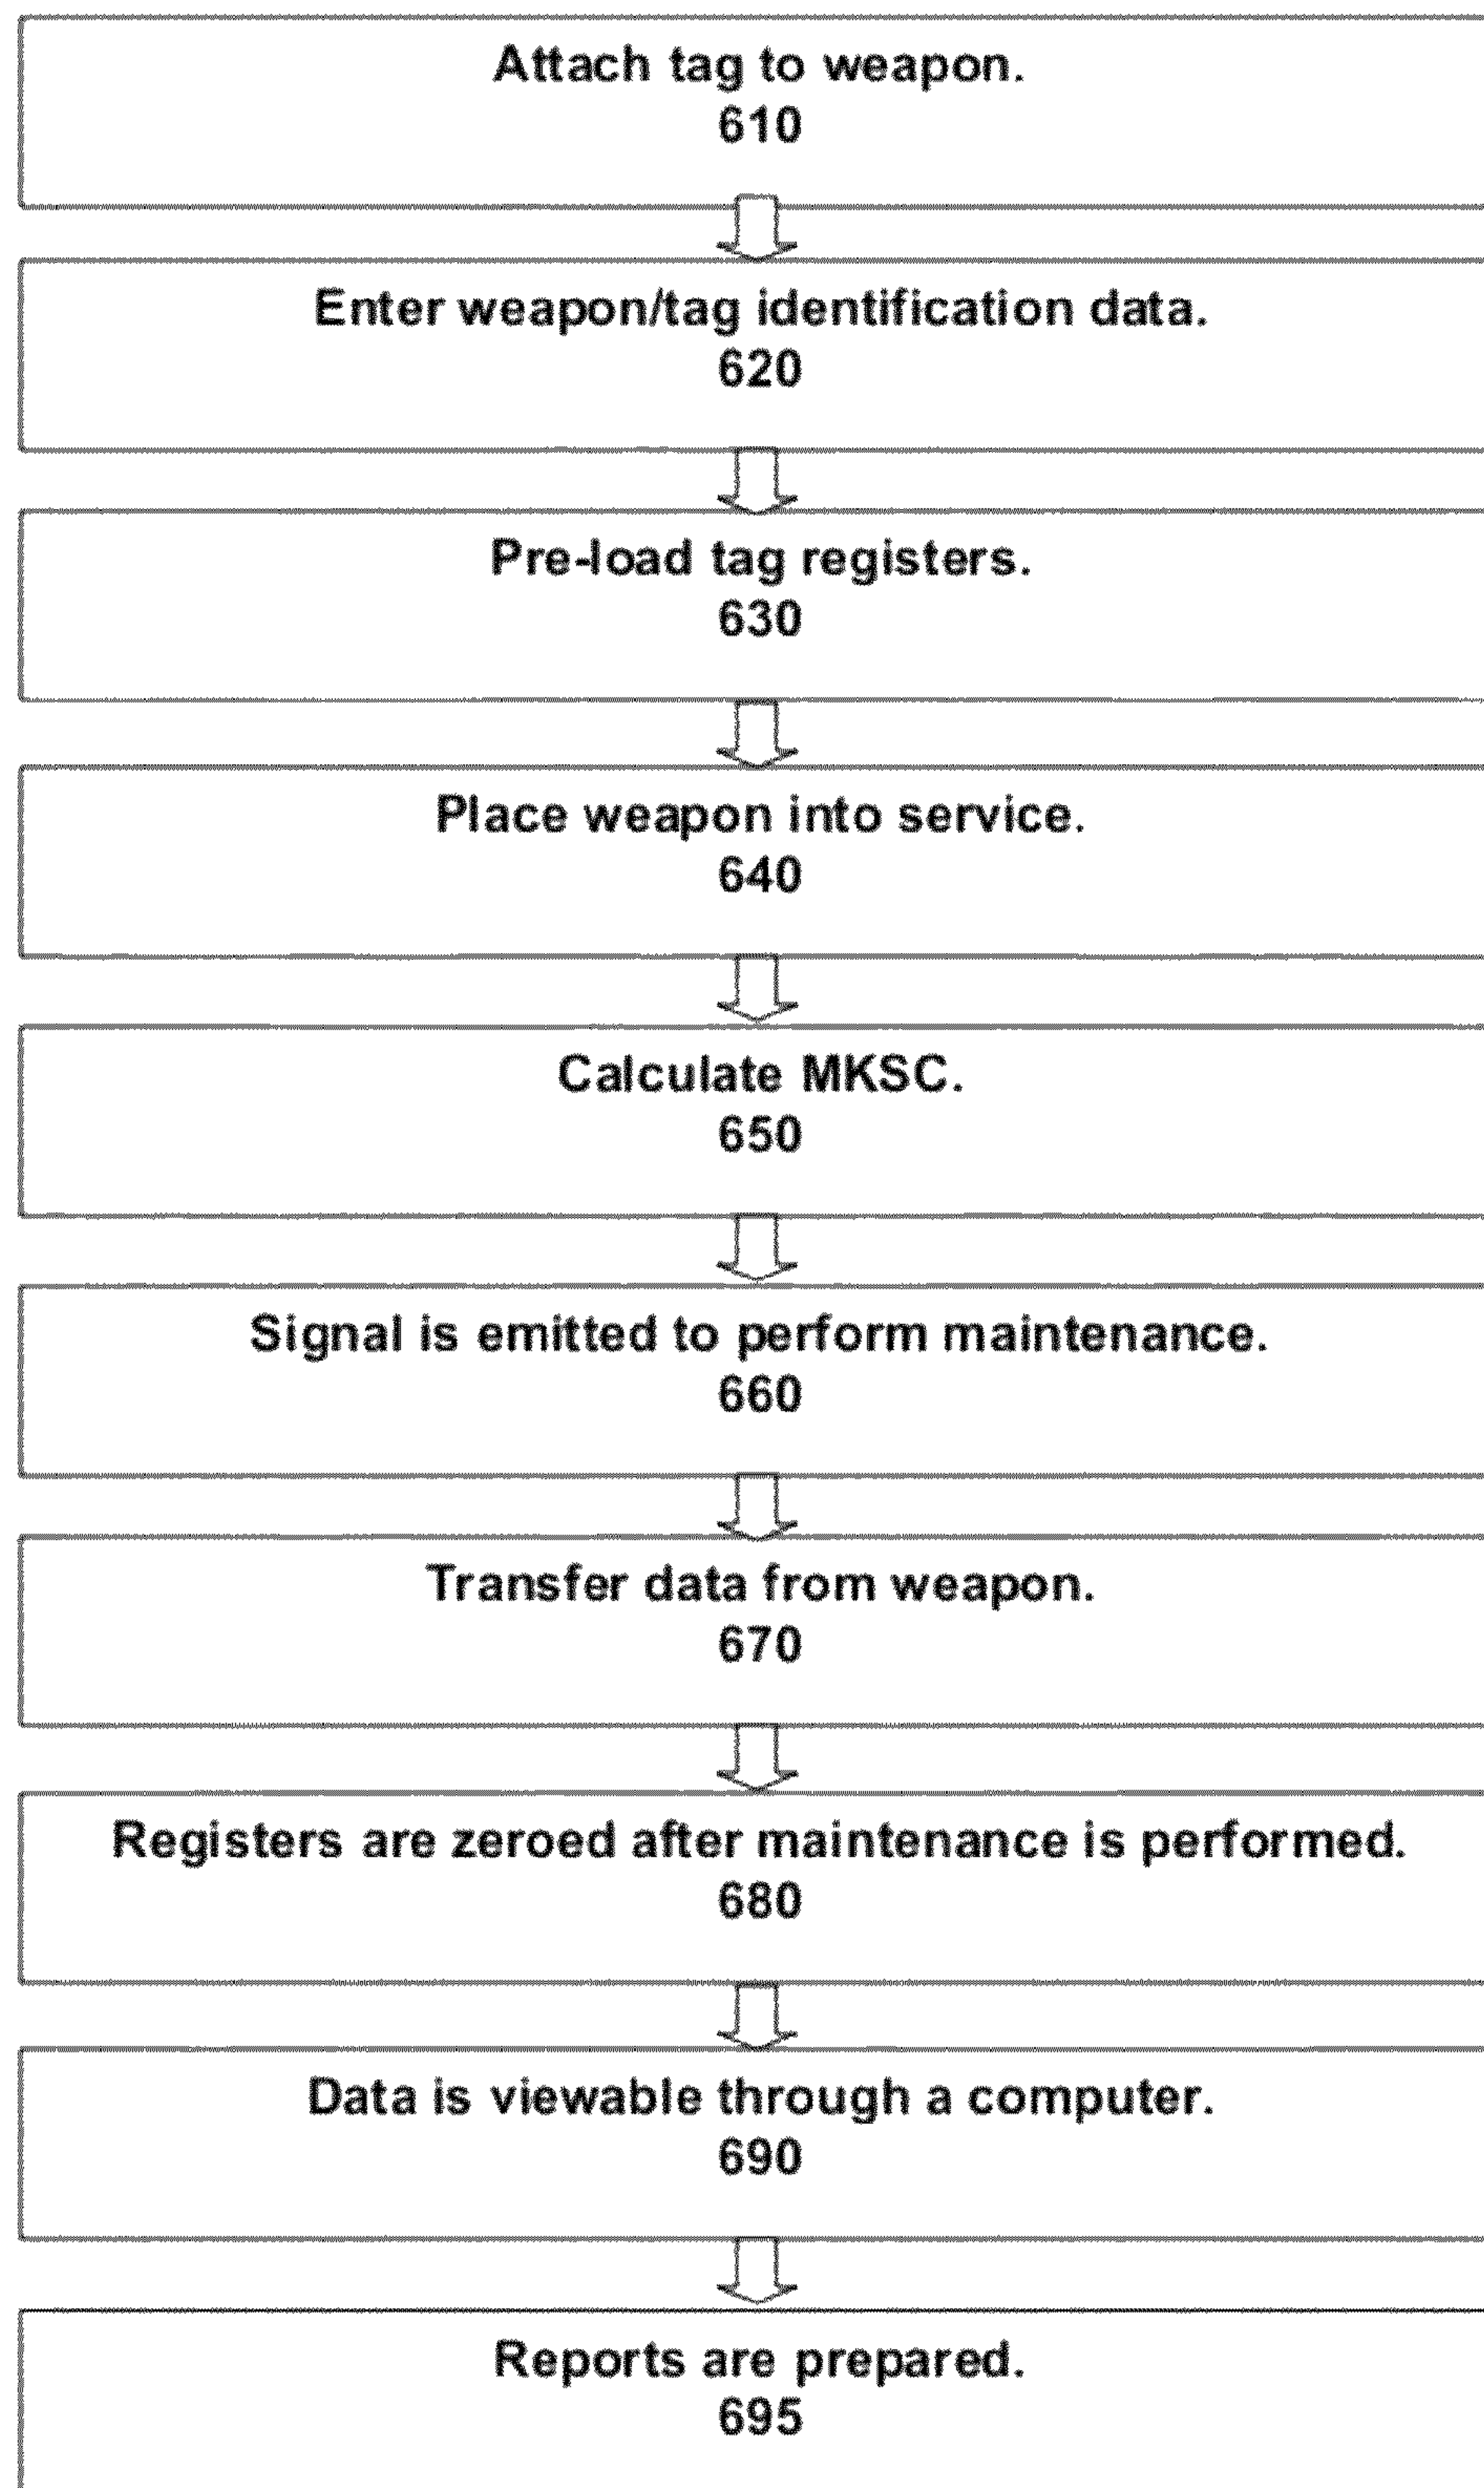 Attach tag to weapon.
610
Enter weapon/tag identification data.
620
Pre-load tag registers.
630
Place weapon into service.
640
Calculate MKSC.
650
Signal is emitted to perform maintenance.
660
Transfer data from weapon.
670
Registers are zeroed after maintenance is performed.
680
Data is viewable through a computer.
690
Reports are prepared.
695